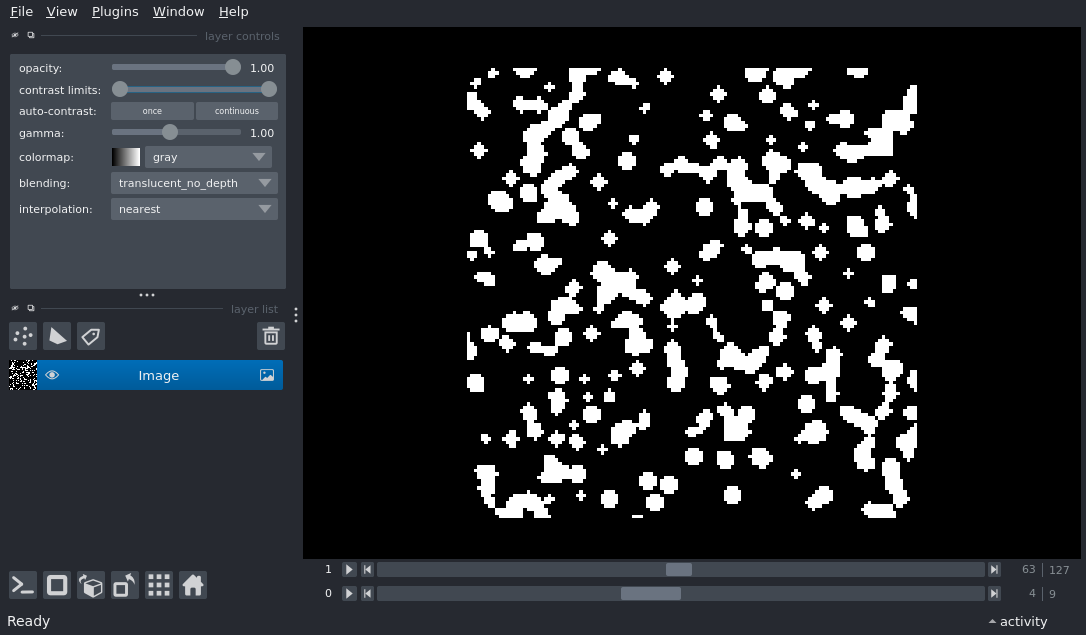 File View Plugins Window Help
layer controls
opacity: 1.00
contrast limits:
auto-contrast: once continuous
gamma: 1.00
colormap: gray
blending: translucent_no_depth
interpolation: nearest
layer list
Image
1 63 127
0 4 9
Ready activity